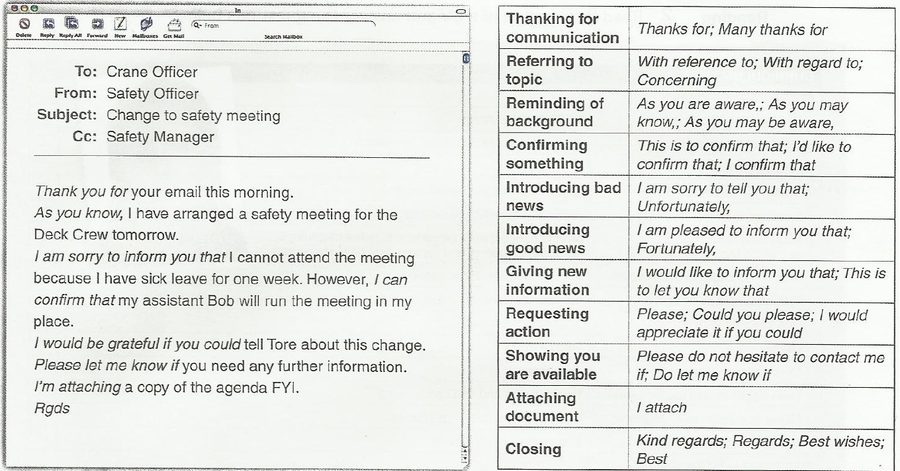 In
Delete Reply Reply All Forward New Mailboxes Get Mail
From
Search Mailbox
To: Crane Officer
From: Safety Officer
Subject: Change to safety meeting
Cc: Safety Manager
Thank you for your email this morning.
As you know, I have arranged a safety meeting for the
Deck Crew tomorrow.
I am sorry to inform you that I cannot attend the meeting
because I have sick leave for one week. However, I can
confirm that my assistant Bob will run the meeting in my
place.
I would be grateful if you could tell Tore about this change.
Please let me know if you need any further information.
I'm attaching a copy of the agenda FYI.
Rgds
Thanking for
communication
Thanks for; Many thanks for
Referring to
topic
With reference to; With regard to;
Concerning
Reminding of
background
As you are aware,; As you may
know,; As you may be aware,
Confirming
something
This is to confirm that; I'd like to
confirm that; I confirm that
Introducing bad
news
I am sorry to tell you that;
Unfortunately,
Introducing
good news
I am pleased to inform you that;
Fortunately,
Giving new
information
I would like to inform you that; This is
to let you know that
Requesting
action
Please; Could you please; I would
appreciate it if you could
Showing you
are available
Please do not hesitate to contact me
if; Do let me know if
Attaching
document
I attach
Closing
Kind regards; Regards; Best wishes;
Best